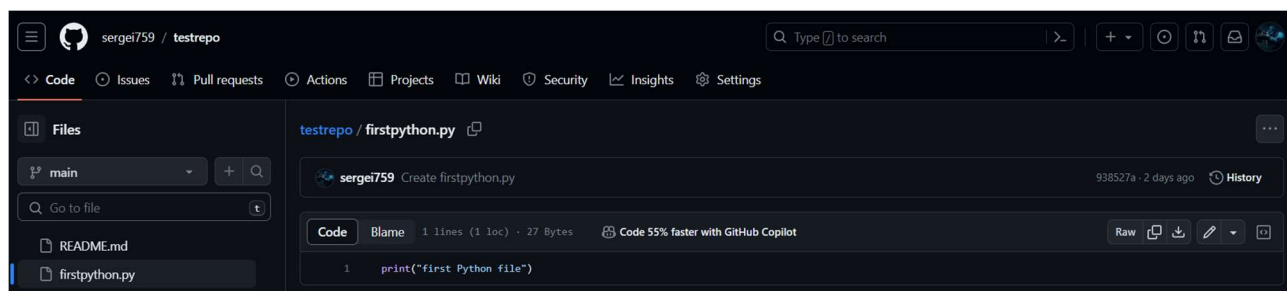 sergei759 / testrepo
Type / to search
Code Issues Pull requests Actions Projects Wiki Security Insights Settings
Files
main
Go to file t
README.md
firstpython.py
testrepo / firstpython.py
sergei759 Create firstpython.py 938527a · 2 days ago History
Code Blame 1 lines (1 loc) · 27 Bytes Code 55% faster with GitHub Copilot Raw
1 print("first Python file")